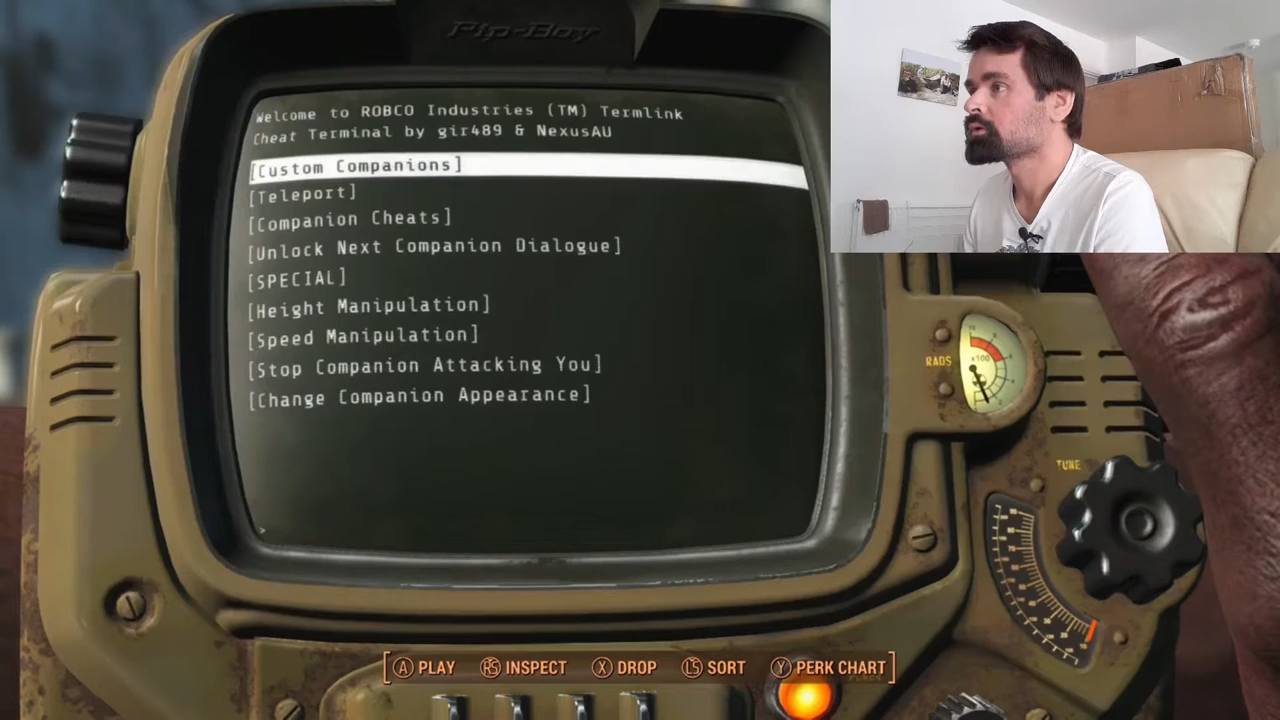 Pip-Boy
Welcome to ROBCO Industries (TM) Termlink
Cheat Terminal by gir489 & NexusAU
[Custom Companions]
[Teleport]
[Companion Cheats]
[Unlock Next Companion Dialogue]
[SPECIAL]
[Height Manipulation]
[Speed Manipulation]
[Stop Companion Attacking You]
[Change Companion Appearance]
>
RADS
x100
TUNE
A PLAY RS INSPECT X DROP LS SORT Y PERK CHART